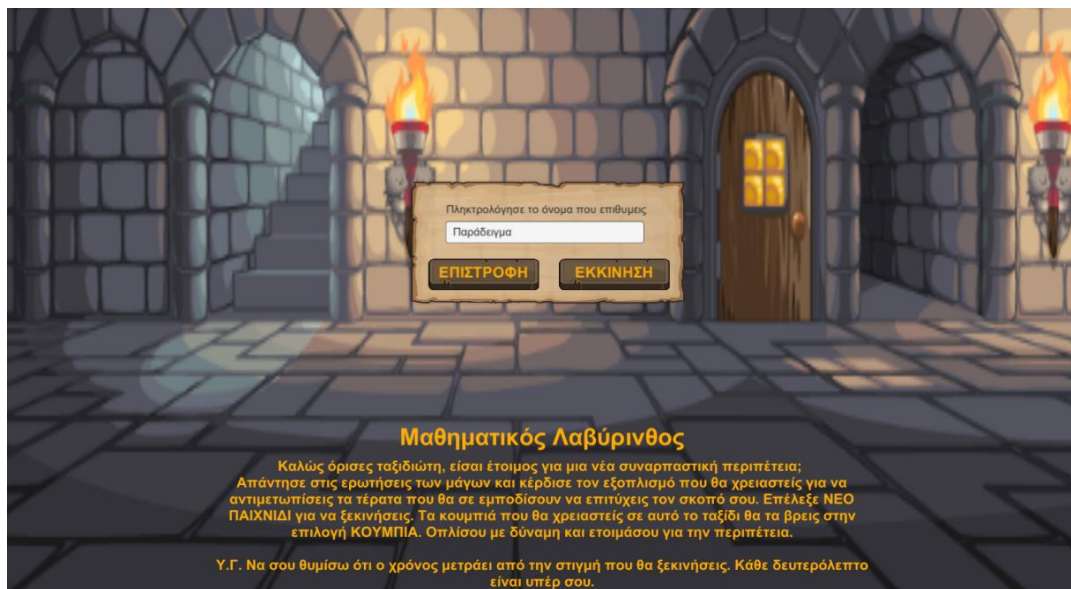 Πληκτρολόγησε το όνομα που επιθυμεις
Παράδειγμα
ΕΠΙΣΤΡΟΦΗ ΕΚΚΙΝΗΣΗ
Μαθηματικός Λαβύρινθος
Καλώς όρισες ταξιδιώτη, είσαι έτοιμος για μια νέα συναρπαστική περιπέτεια;
Απάντησε στις ερωτήσεις των μάγων και κέρδισε τον εξοπλισμό που θα χρειαστείς για να
αντιμετωπίσεις τα τέρατα που θα σε εμποδίσουν να επιτύχεις τον σκοπό σου. Επέλεξε ΝΕΟ
ΠΑΙΧΝΙΔΙ για να ξεκινήσεις. Τα κουμπιά που θα χρειαστείς σε αυτό το ταξίδι θα τα βρεις στην
επιλογή ΚΟΥΜΠΙΑ. Οπλίσου με δύναμη και ετοιμάσου για την περιπέτεια.
Υ.Γ. Να σου θυμίσω ότι ο χρόνος μετράει από την στιγμή που θα ξεκινήσεις. Κάθε δευτερόλεπτο
είναι υπέρ σου.